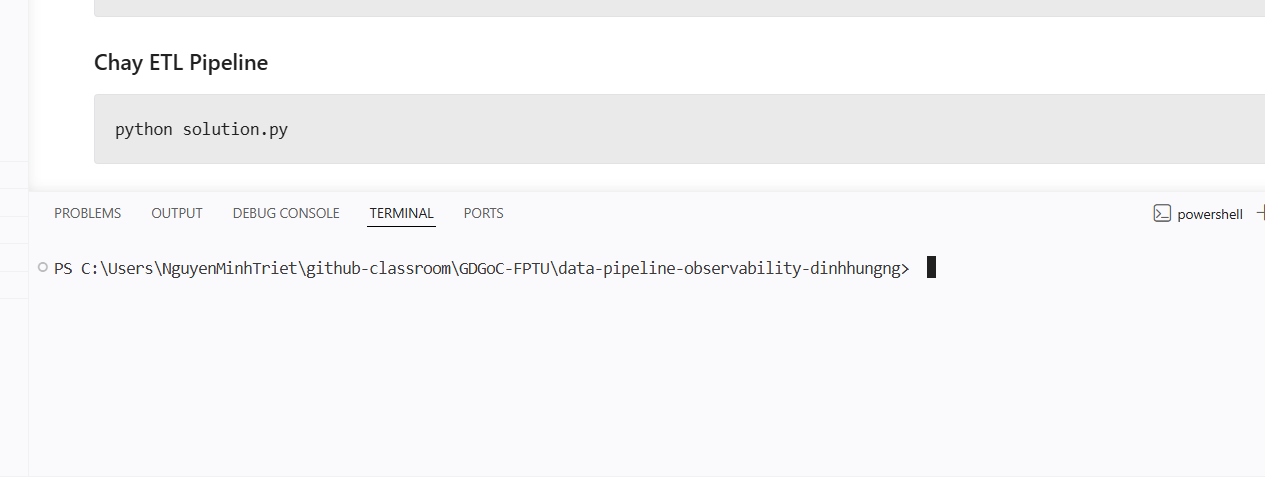 Chay ETL Pipeline
python solution.py
PROBLEMS OUTPUT DEBUG CONSOLE TERMINAL PORTS powershell
PS C:\Users\NguyenMinhTriet\github-classroom\GDGoC-FPTU\data-pipeline-observability-dinhhungng>